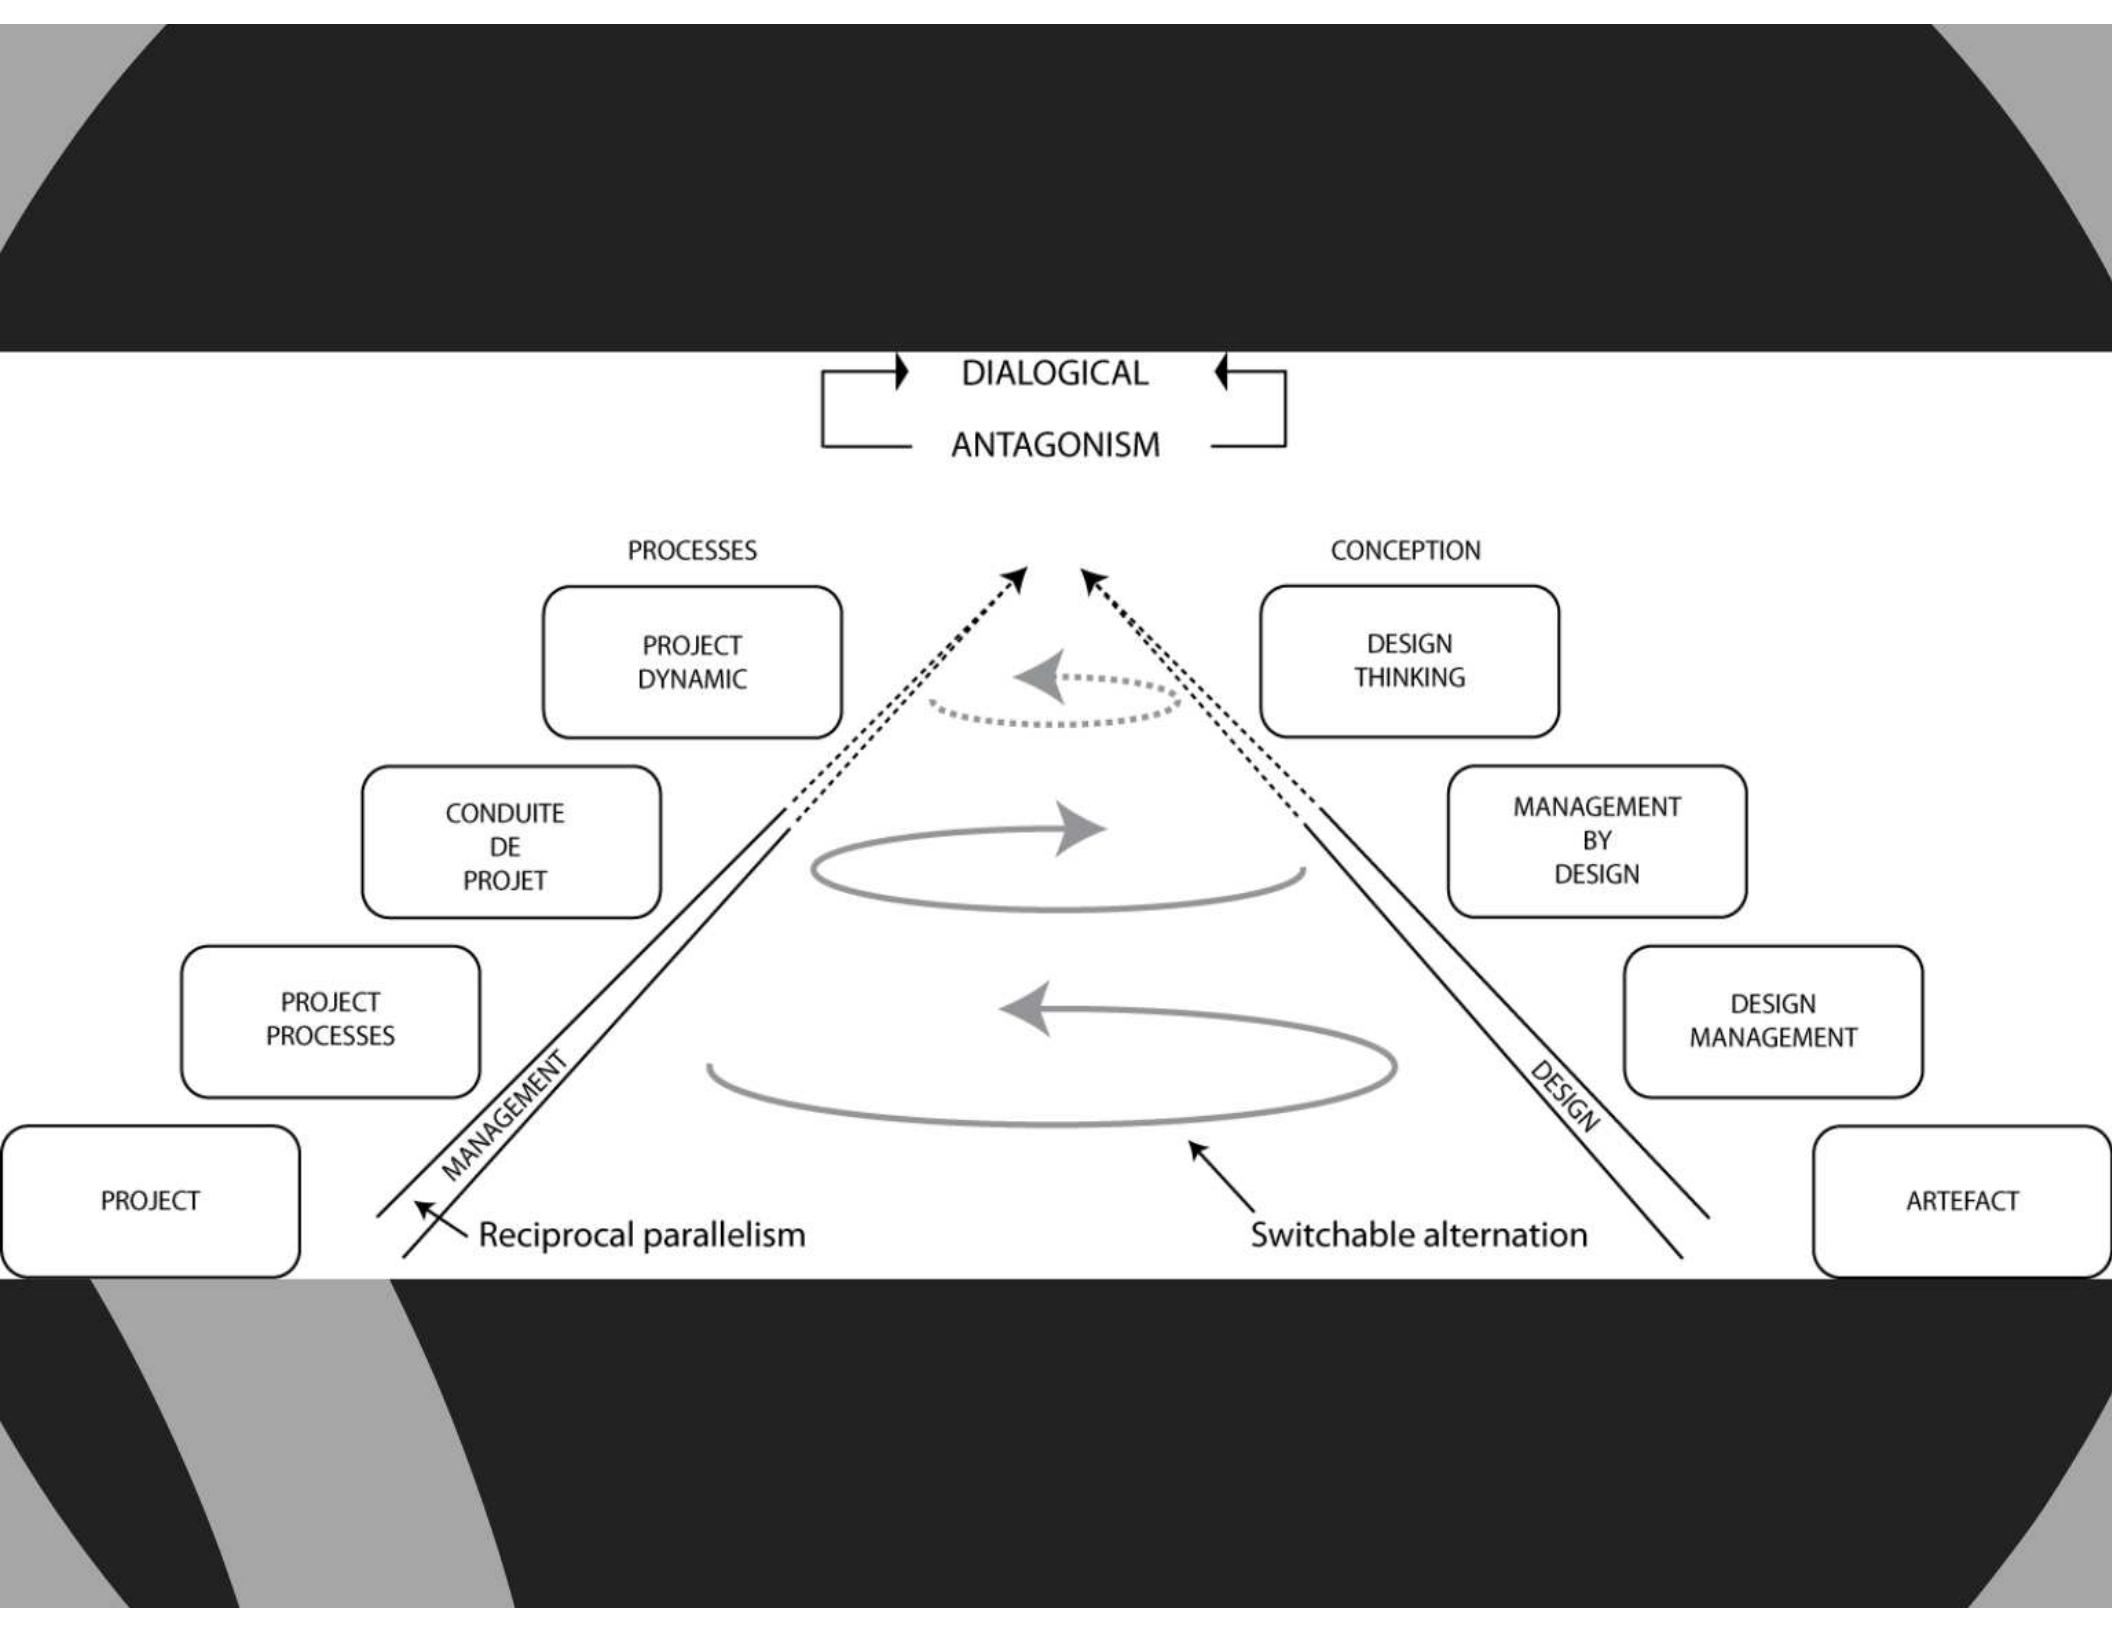 DIALOGICAL
ANTAGONISM
PROCESSES
CONCEPTION
PROJECT
DYNAMIC
DESIGN
THINKING
CONDUITE
DE
PROJET
MANAGEMENT
BY
DESIGN
PROJECT
PROCESSES
DESIGN
MANAGEMENT
MANAGEMENT
DESIGN
PROJECT
ARTEFACT
Reciprocal parallelism
Switchable alternation